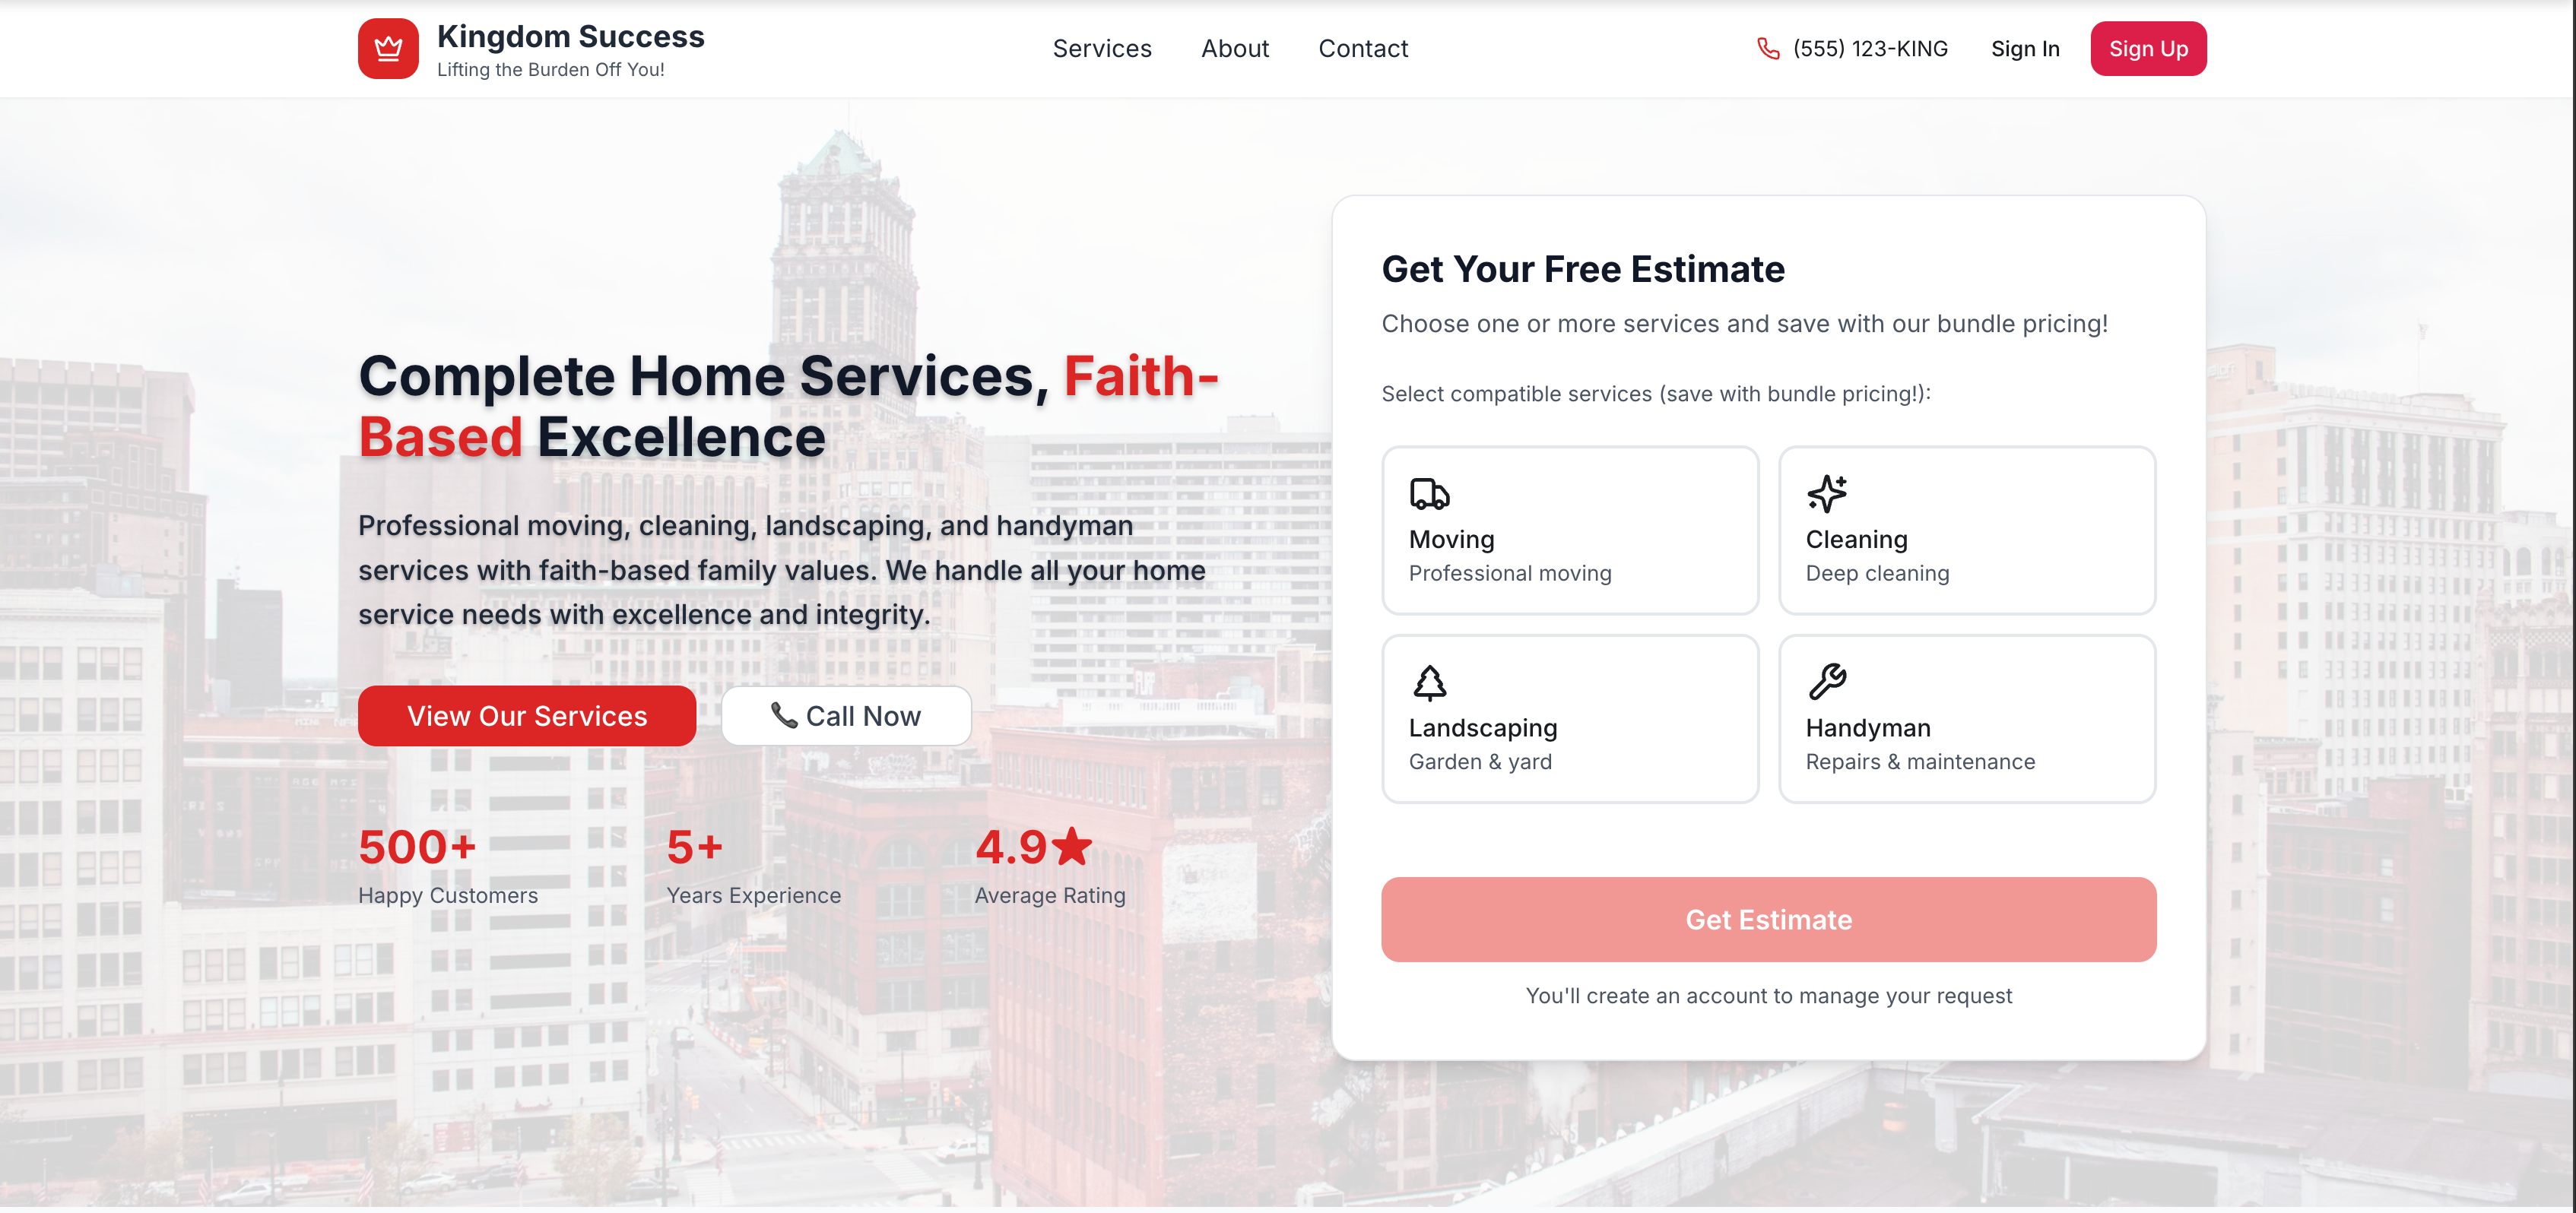 Kingdom Success
Lifting the Burden Off You!
Services
About
Contact
(555) 123-KING
Sign In
Sign Up
Complete Home Services, Faith-
Based Excellence
Professional moving, cleaning, landscaping, and handyman
services with faith-based family values. We handle all your home
service needs with excellence and integrity.
View Our Services
Call Now
500+
Happy Customers
5+
Years Experience
4.9★
Average Rating
Get Your Free Estimate
Choose one or more services and save with our bundle pricing!
Select compatible services (save with bundle pricing!):
Moving
Professional moving
Cleaning
Deep cleaning
Landscaping
Garden & yard
Handyman
Repairs & maintenance
Get Estimate
You'll create an account to manage your request